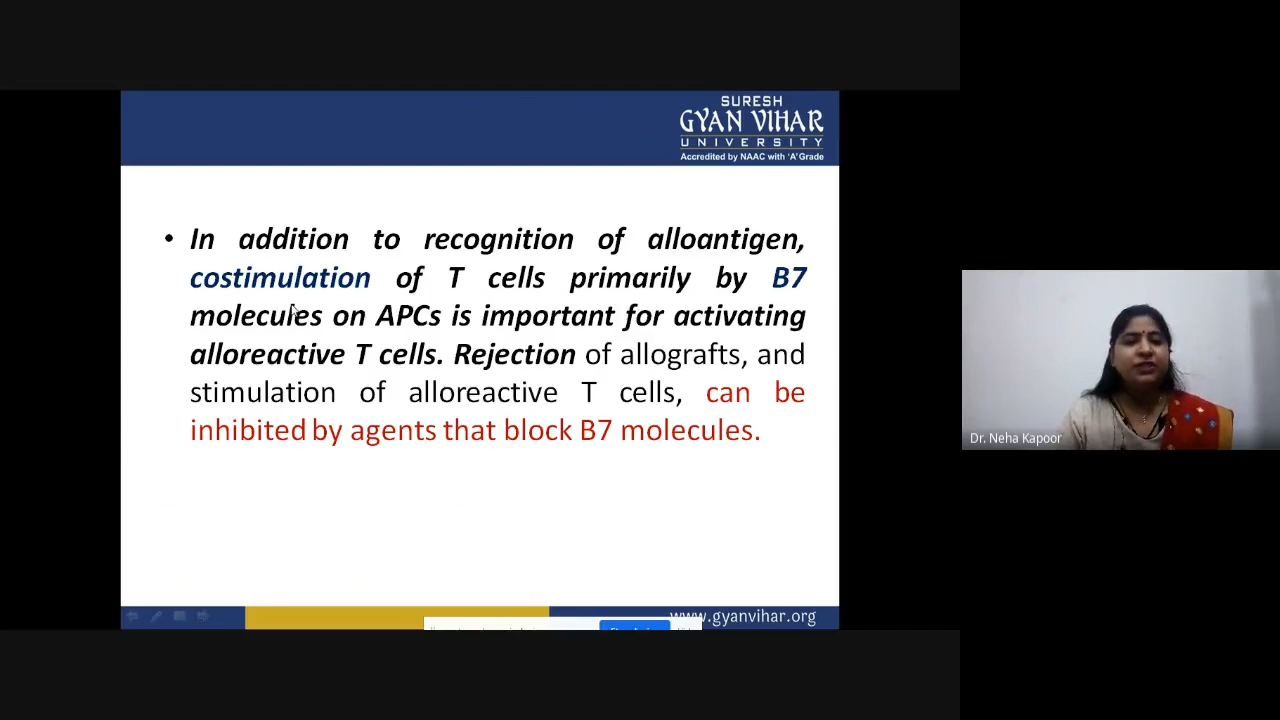 SURESH
GYAN VIHAR
UNIVERSITY
Accredited by NAAC with 'A' Grade
• In addition to recognition of alloantigen,
costimulation of T cells primarily by B7
molecules on APCs is important for activating
alloreactive T cells. Rejection of allografts, and
stimulation of alloreactive T cells, can be
inhibited by agents that block B7 molecules.
www.gyanvihar.org
Dr. Neha Kapoor